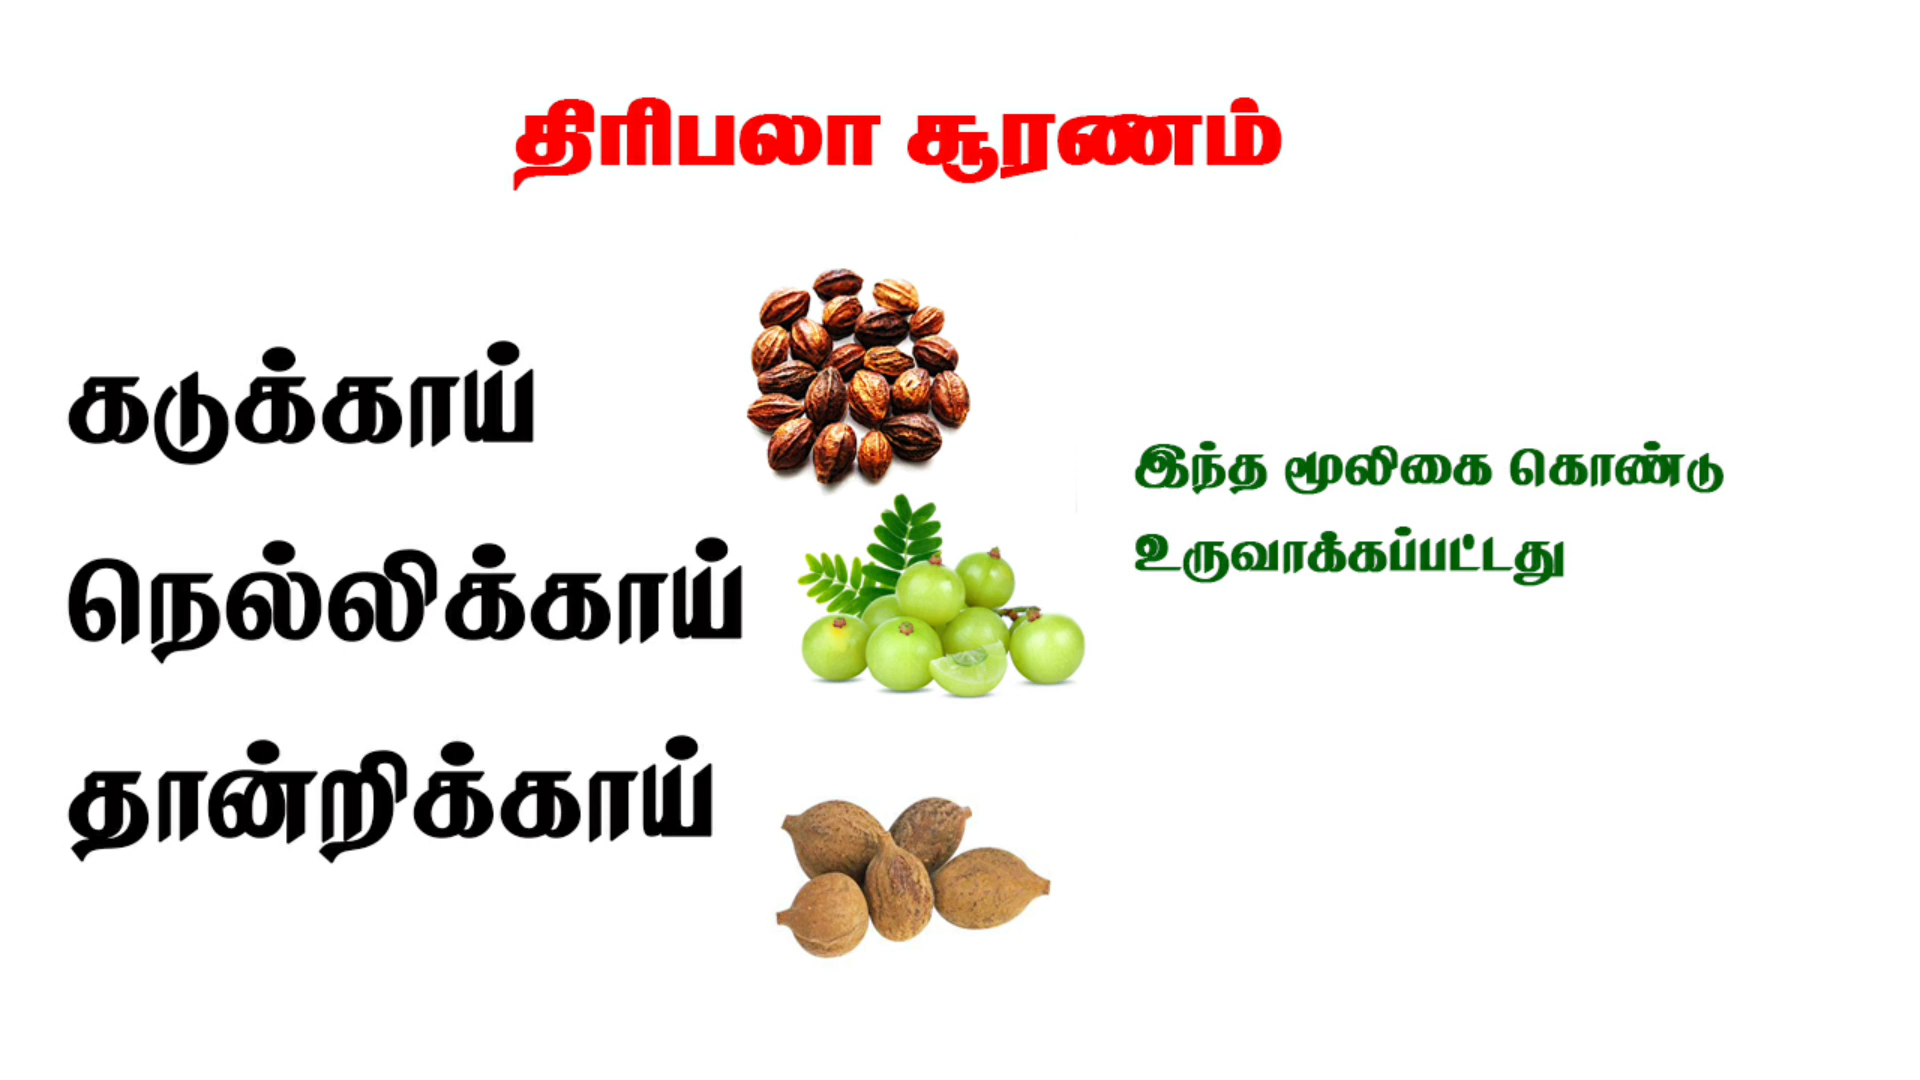 திரிபலா சூரணம்
கடுக்காய்
இந்த மூலிகை கொண்டு
உருவாக்கப்பட்டது
நெல்லிக்காய்
தான்றிக்காய்